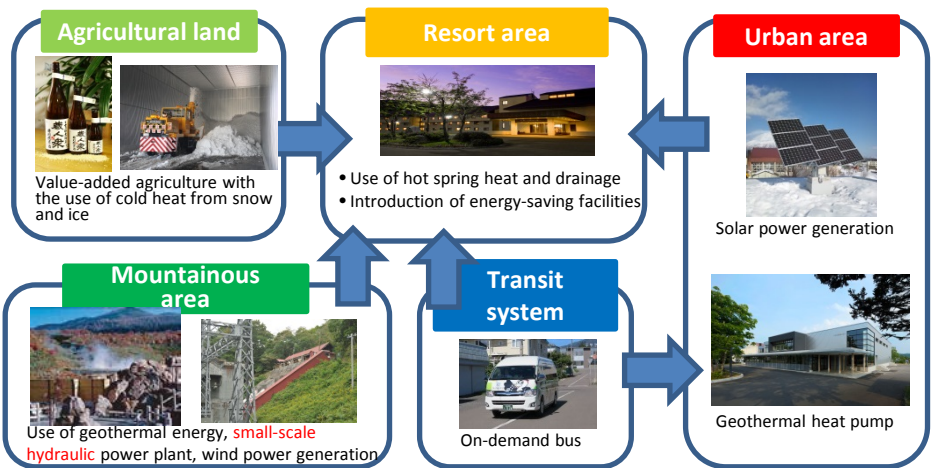 Agricultural land
Value-added agriculture with
the use of cold heat from snow
and ice
Resort area
• Use of hot spring heat and drainage
• Introduction of energy-saving facilities
Urban area
Solar power generation
Geothermal heat pump
Mountainous
area
Use of geothermal energy, small-scale
hydraulic power plant, wind power generation
Transit
system
On-demand bus